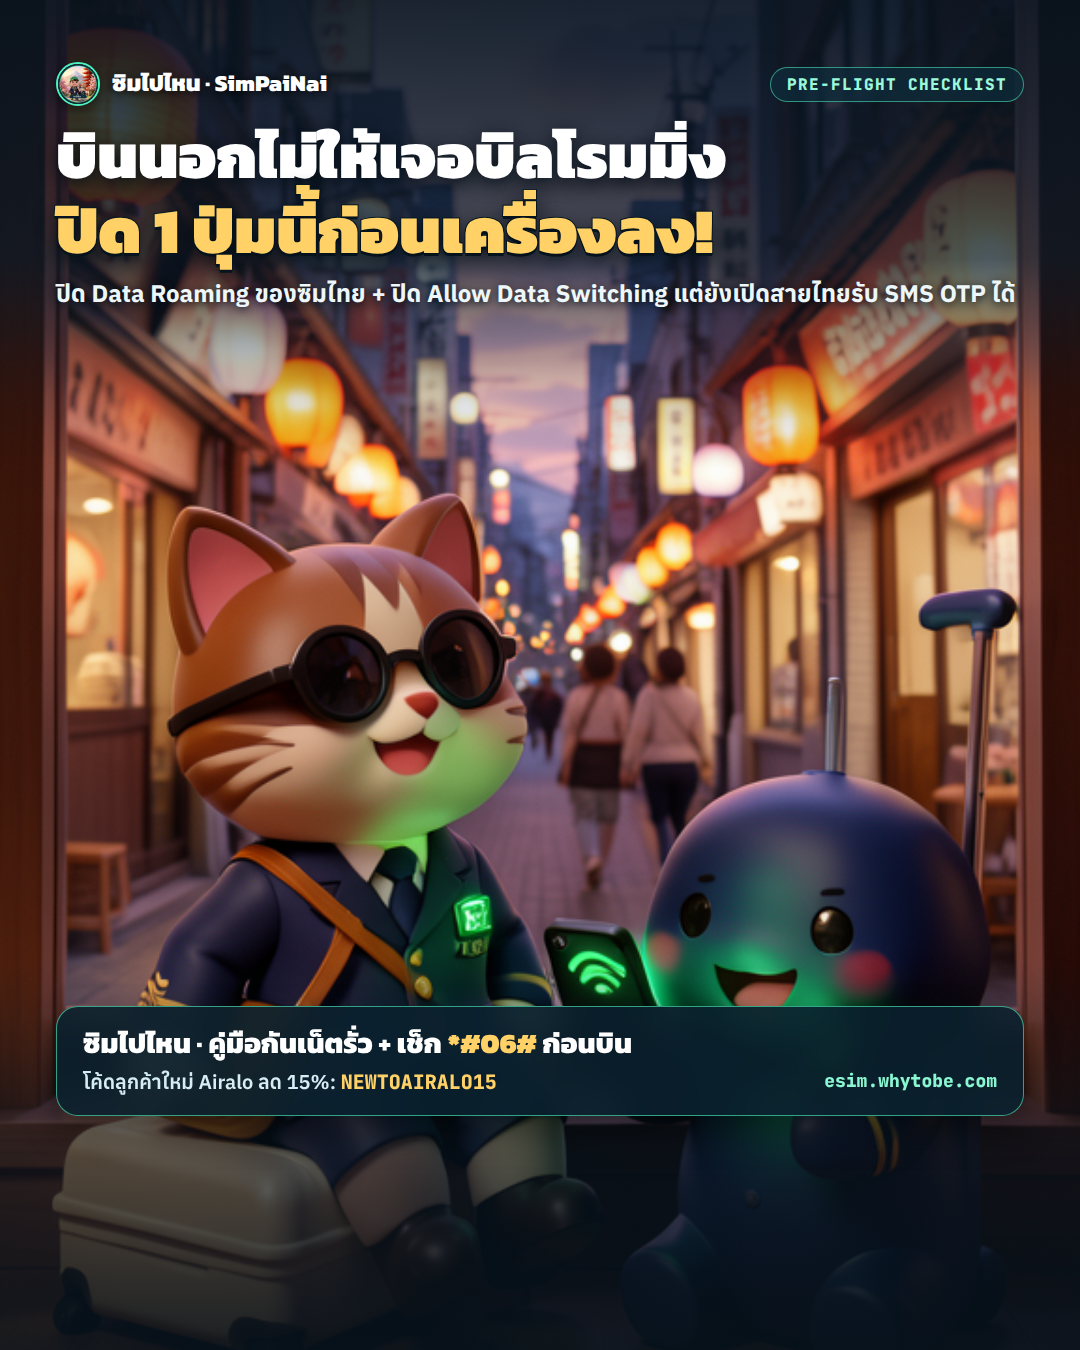 ซิมไปไหน · SimPaiNai
PRE-FLIGHT CHECKLIST
บินนอกไม่ให้เจอบิลโรมมิ่ง
ปิด 1 ปุ่มนี้ก่อนเครื่องลง!
ปิด Data Roaming ของซิมไทย + ปิด Allow Data Switching แต่ยังเปิดสายไทยรับ SMS OTP ได้
ซิมไปไหน · คู่มือกันเน็ตรั่ว + เช็ก *#06# ก่อนบิน
โค้ดลูกค้าใหม่ Airalo ลด 15%: NEWTOAIRALO15
esim.whytobe.com